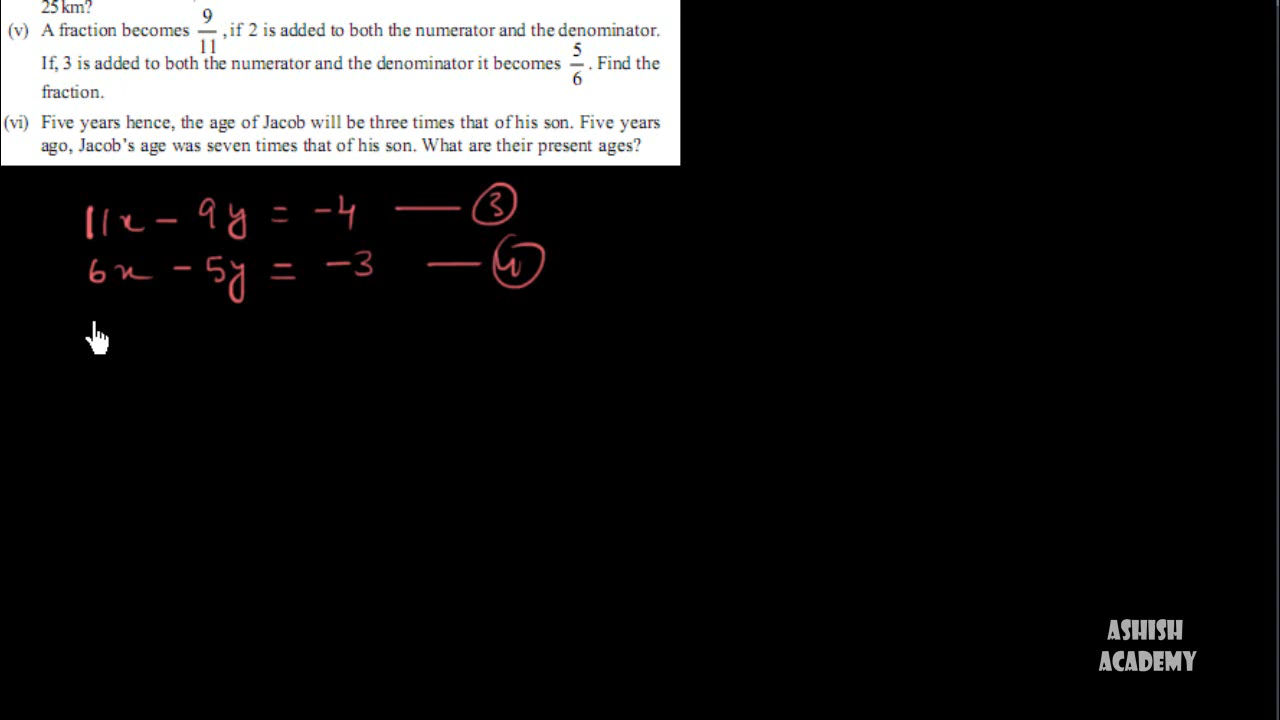 25 km?
(v) A fraction becomes 9/11, if 2 is added to both the numerator and the denominator.
If, 3 is added to both the numerator and the denominator it becomes 5/6. Find the
fraction.
(vi) Five years hence, the age of Jacob will be three times that of his son. Five years
ago, Jacob's age was seven times that of his son. What are their present ages?
11x - 9y = -4 — ③
6x - 5y = -3 — ④
ASHISH
ACADEMY